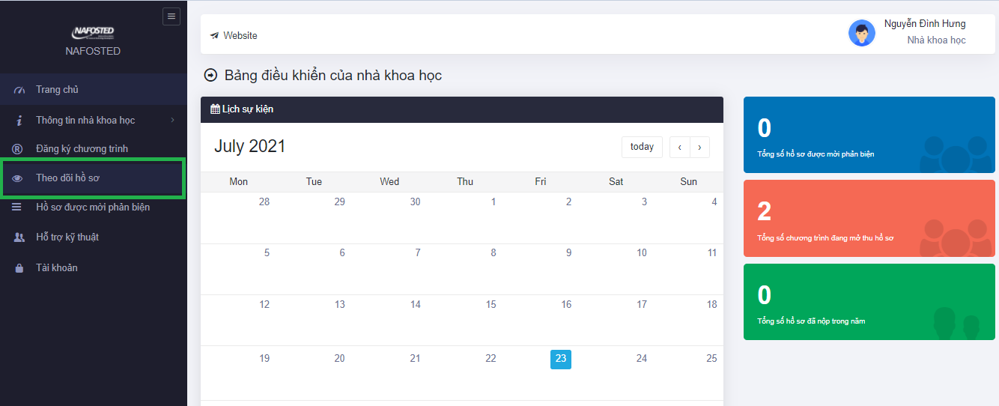 NAFOSTED
NAFOSTED
Trang chủ
Thông tin nhà khoa học
Đăng ký chương trình
Theo dõi hồ sơ
Hồ sơ được mời phản biện
Hỗ trợ kỹ thuật
Tài khoản
Website
Nguyễn Đình Hưng
Nhà khoa học
Bảng điều khiển của nhà khoa học
Lịch sự kiện
July 2021
today
Mon Tue Wed Thu Fri Sat Sun
28 29 30 1 2 3 4
5 6 7 8 9 10 11
12 13 14 15 16 17 18
19 20 21 22 23 24 25
0
Tổng số hồ sơ được mời phản biện
2
Tổng số chương trình đang mở thu hồ sơ
0
Tổng số hồ sơ đã nộp trong năm